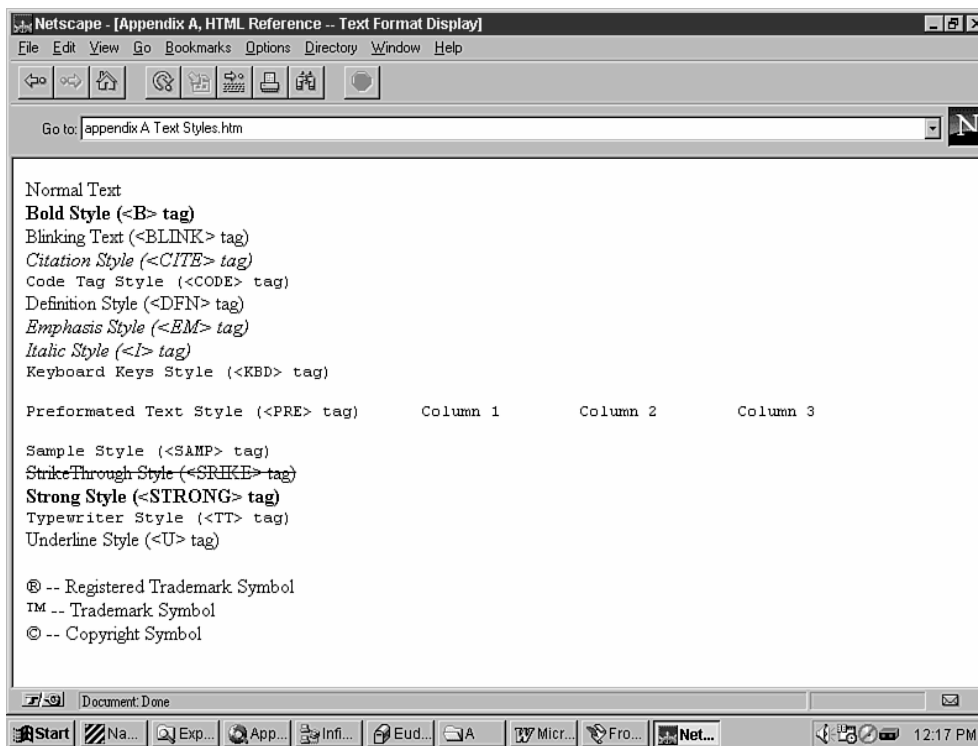 Netscape - [Appendix A, HTML Reference -- Text Format Display]
File Edit View Go Bookmarks Options Directory Window Help
Go to: appendix A Text Styles.htm
N
Normal Text
Bold Style (<B> tag)
Blinking Text (<BLINK> tag)
Citation Style (<CITE> tag)
Code Tag Style (<CODE> tag)
Definition Style (<DFN> tag)
Emphasis Style (<EM> tag)
Italic Style (<I> tag)
Keyboard Keys Style (<KBD> tag)
Preformated Text Style (<PRE> tag) Column 1 Column 2 Column 3
Sample Style (<SAMP> tag)
StrikeThrough Style (<SRIKE> tag)
Strong Style (<STRONG> tag)
Typewriter Style (<TT> tag)
Underline Style (<U> tag)
® -- Registered Trademark Symbol
™ -- Trademark Symbol
© -- Copyright Symbol
Document: Done
Start Na... Exp... App... Infi... Eud... A Micr... Fro... Net... 12:17 PM